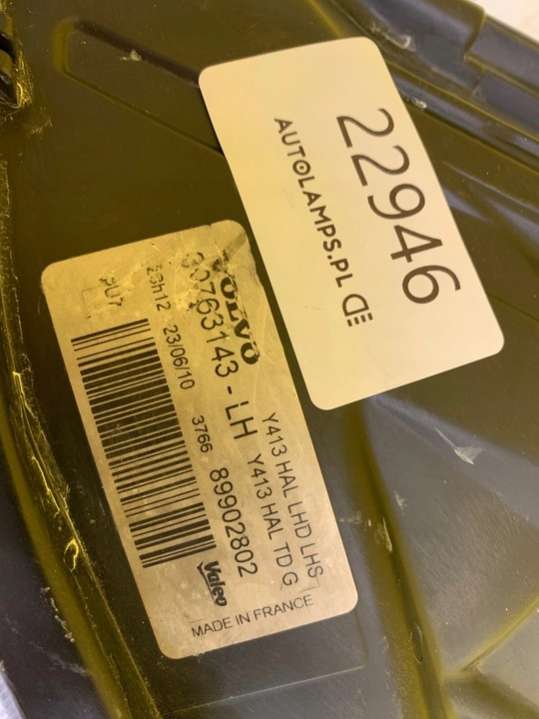 22946
AUTOLAMPS.PL
VOLVO
30763143 - LH
Y413 HAL LHD LHS
Y413 HAL TD G
23h12 23/06/10 3766 89902802
PU7
Valeo
MADE IN FRANCE